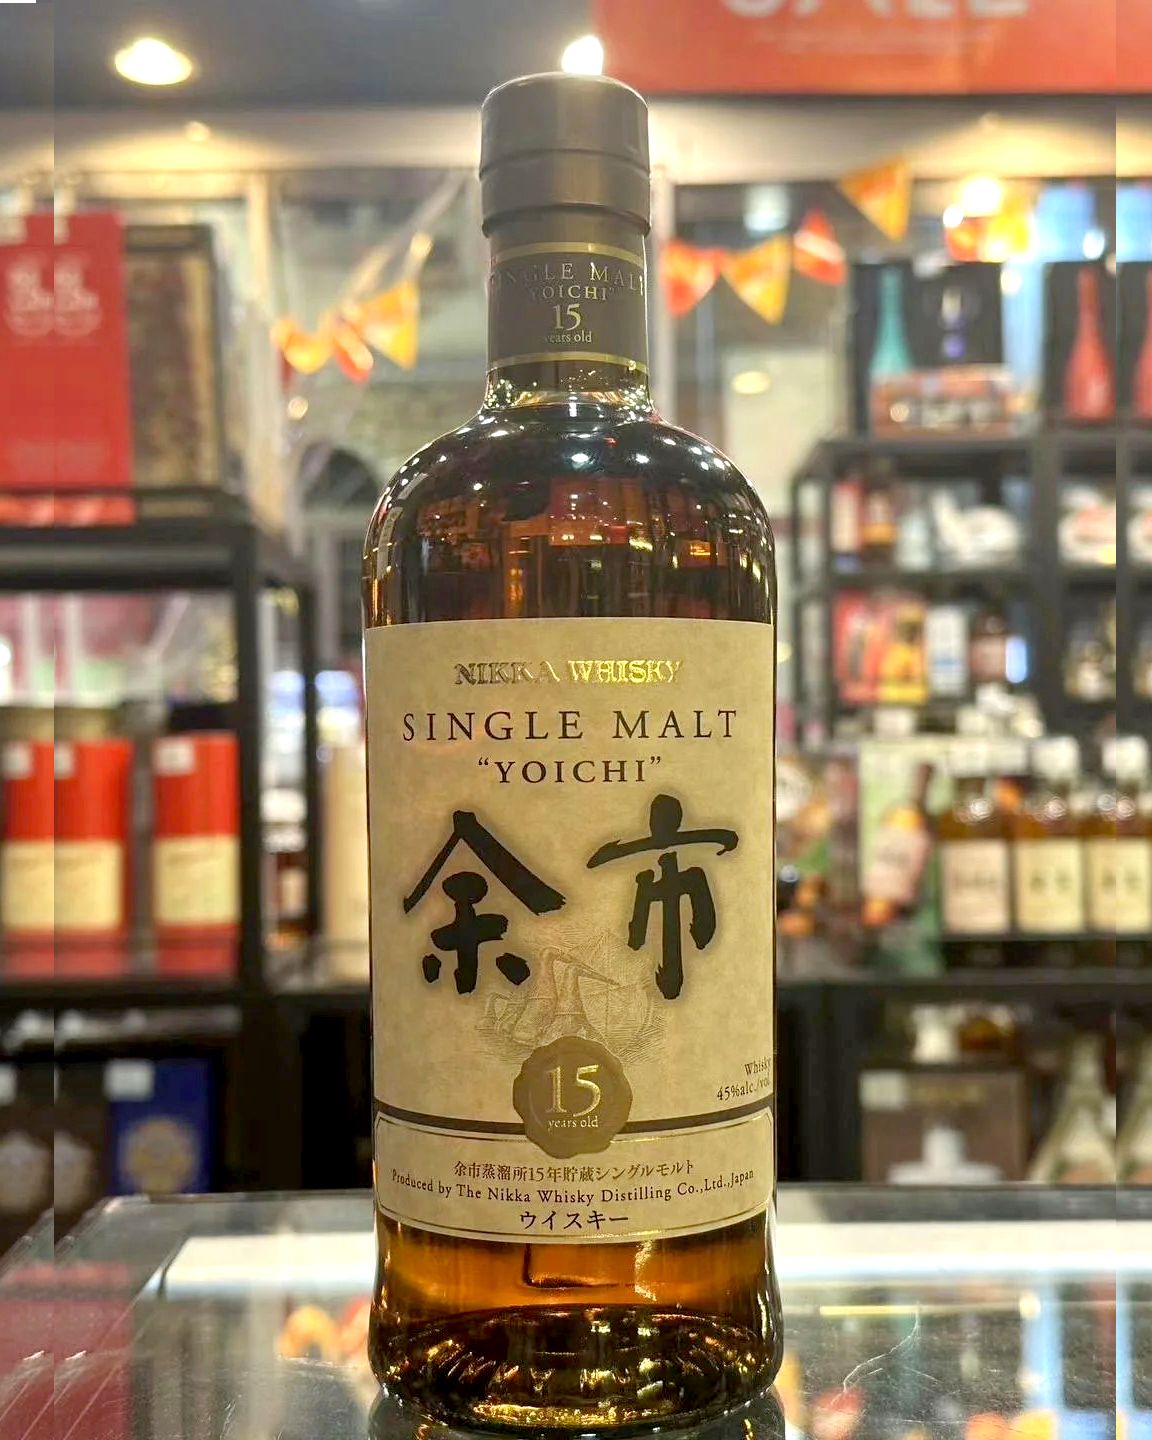 SALE
SINGLE MALT
"YOICHI"
15
years old
NIKKA WHISKY
SINGLE MALT
“YOICHI”
余市
Whisky
45%alc./vol.
15
years old
余市蒸溜所15年貯蔵シングルモルト
Produced by The Nikka Whisky Distilling Co.,Ltd.,Japan
ウイスキー